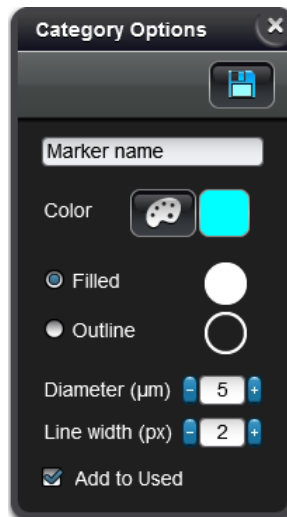 Category Options
Marker name
Color
Filled
Outline
Diameter (µm) - 5 +
Line width (px) - 2 +
Add to Used